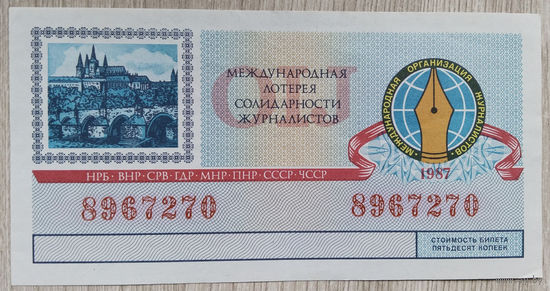 МЕЖДУНАРОДНАЯ
ЛОТЕРЕЯ
СОЛИДАРНОСТИ
ЖУРНАЛИСТОВ
МЕЖДУНАРОДНАЯ ОРГАНИЗАЦИЯ ЖУРНАЛИСТОВ
1987
НРБ · ВНР · СРВ · ГДР · МНР · ПНР · СССР · ЧССР
8967270
8967270
СТОИМОСТЬ БИЛЕТА
ПЯТЬДЕСЯТ КОПЕЕК